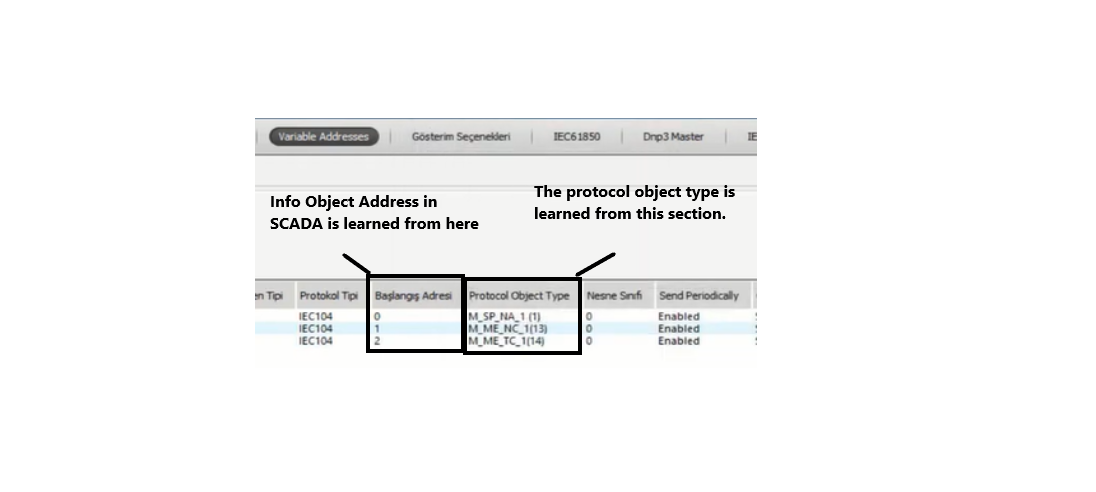 Variable Addresses Gösterim Seçenekleri IEC61850 Dnp3 Master IE
Info Object Address in
SCADA is learned from here
The protocol object type is
learned from this section.
en Tipi Protokol Tipi Başlangış Adresi Protocol Object Type Nesne Sınıfı Send Periodically
IEC104 0 M_SP_NA_1 (1) 0 Enabled
IEC104 1 M_ME_NC_1(13) 0 Enabled
IEC104 2 M_ME_TC_1(14) 0 Enabled